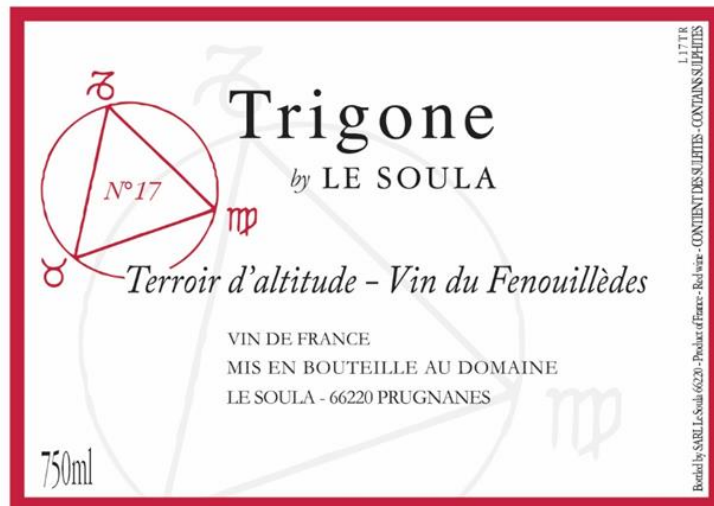 Trigone
by LE SOULA
N°17
Terroir d'altitude - Vin du Fenouillèdes
VIN DE FRANCE
MIS EN BOUTEILLE AU DOMAINE
LE SOULA - 66220 PRUGNANES
750ml
L17TR
Bottled by SARL Le Soula 66220 - Product of France - Red wine - CONTIENT DES SULFITES - CONTAINS SULPHITES